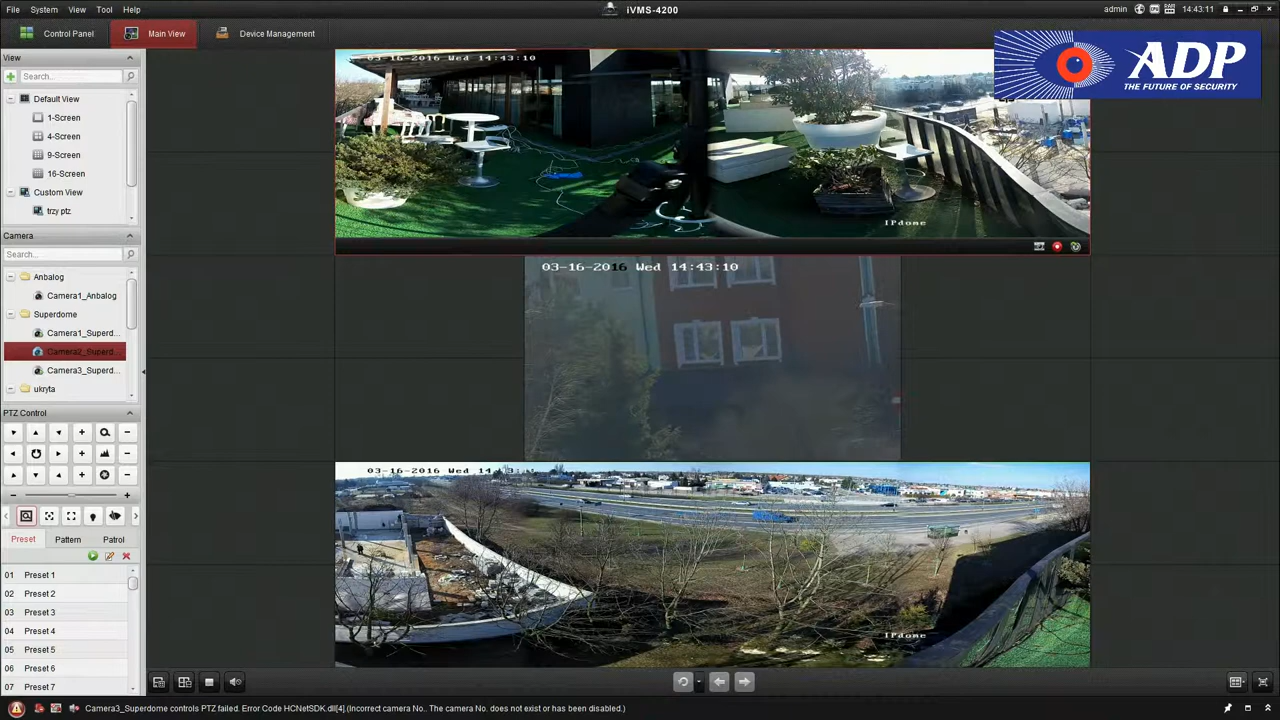 File System View Tool Help
iVMS-4200
admin 14:43:11
Control Panel Main View Device Management
ADP
THE FUTURE OF SECURITY
View
Search...
Default View
1-Screen
4-Screen
9-Screen
16-Screen
Custom View
trzy ptz
Camera
Search...
Anbalog
Camera1_Anbalog
Superdome
Camera1_Superd...
Camera2_Superd...
Camera3_Superd...
ukryta
PTZ Control
Preset Pattern Patrol
01 Preset 1
02 Preset 2
03 Preset 3
04 Preset 4
05 Preset 5
06 Preset 6
07 Preset 7
03-16-2016 Wed 14:43:10
IPdome
03-16-2016 Wed 14:43:10
03-16-2016 Wed
IPdome
Camera3_Superdome controls PTZ failed. Error Code HCNetSDK.dll[4].(Incorrect camera No.. The camera No. does not exist or has been disabled.)